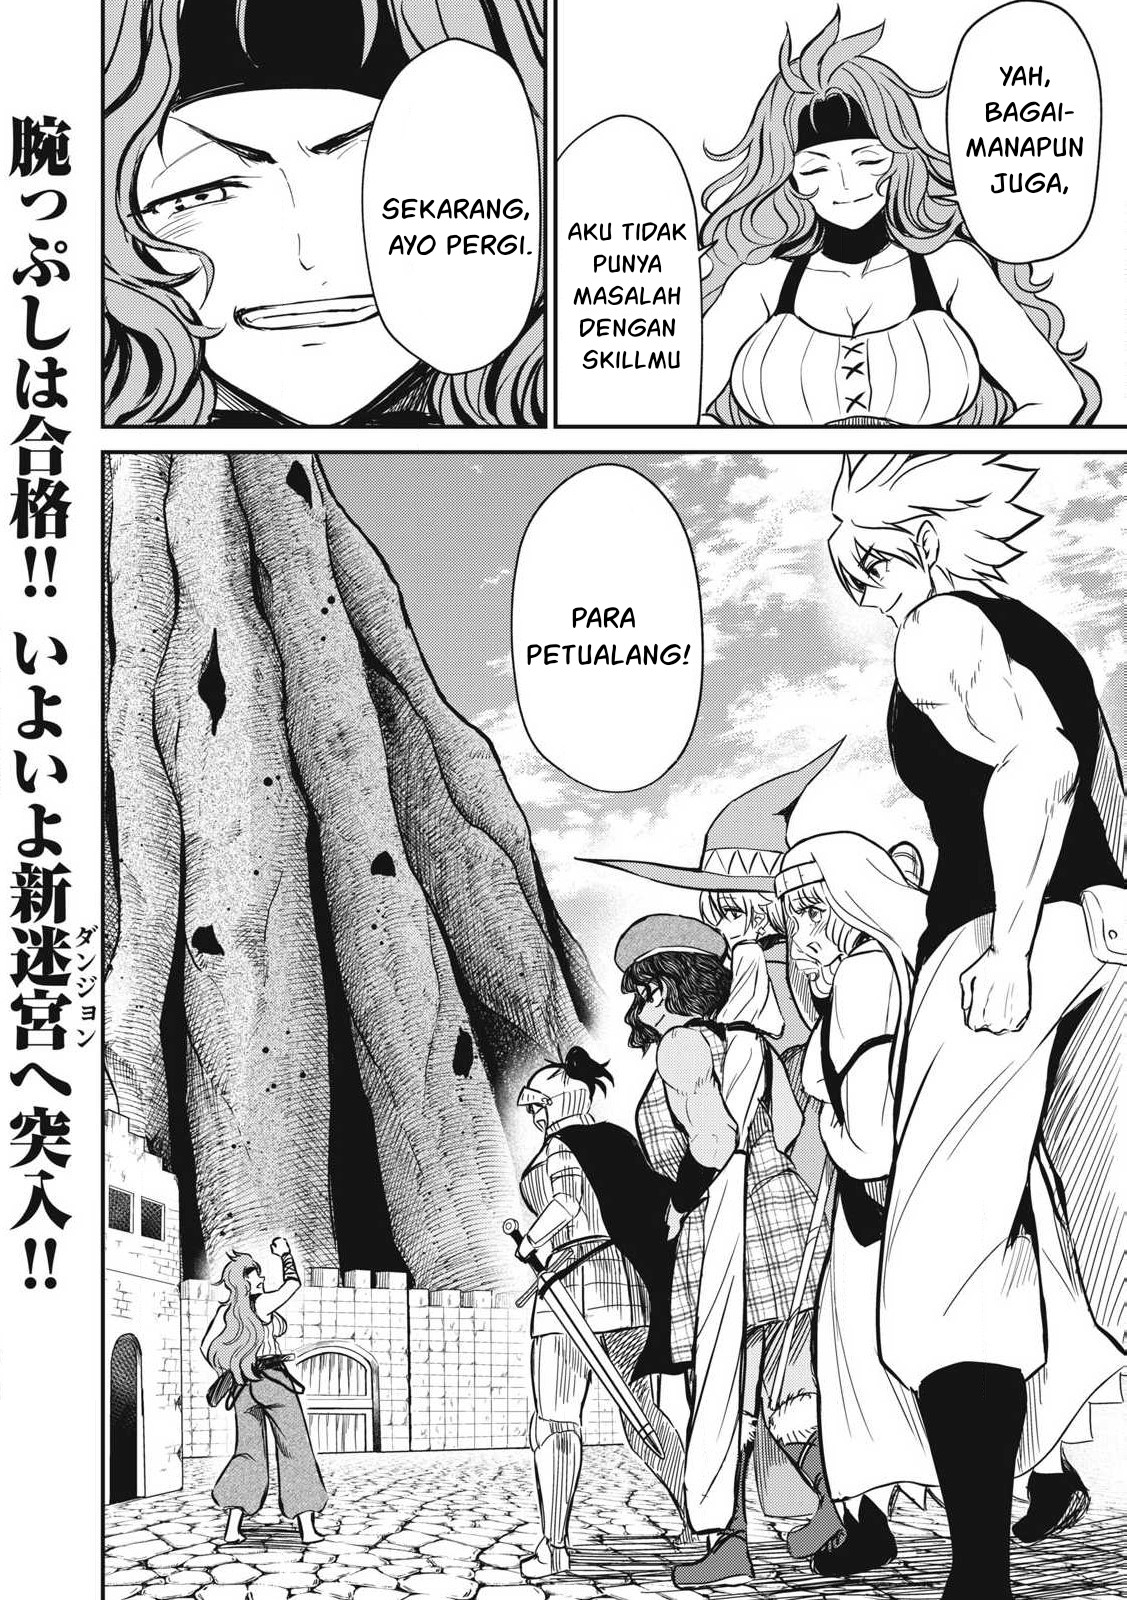 YAH,
BAGAI-
MANAPUN
JUGA,
AKU TIDAK
PUNYA
MASALAH
DENGAN
SKILLMU
SEKARANG,
AYO PERGI.
PARA
PETUALANG!
腕っぷしは合格!! いよいよ新迷宮へ突入!!
ダンジョン